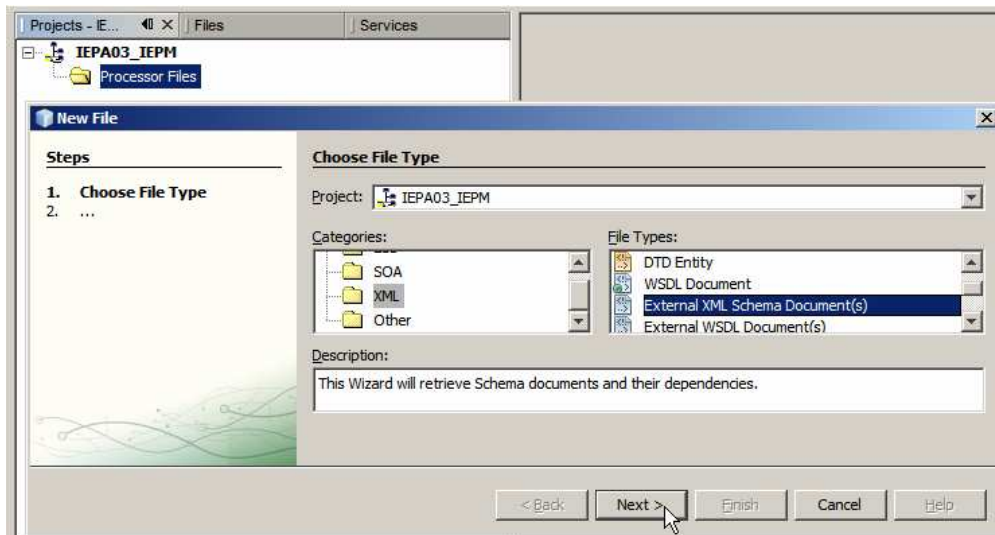 Projects - IE... Files Services
IEPA03_IEPM
Processor Files
New File
Steps
1. Choose File Type
2. ...
Choose File Type
Project: IEPA03_IEPM
Categories:
SOA
XML
Other
File Types:
DTD Entity
WSDL Document
External XML Schema Document(s)
External WSDL Document(s)
Description:
This Wizard will retrieve Schema documents and their dependencies.
< Back Next > Finish Cancel Help